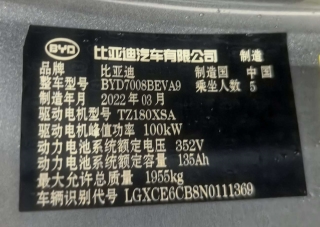 BYD 比亚迪汽车有限公司 制造
品牌 比亚迪 制造国 中国
整车型号 BYD7008BEVA9 乘坐人数 5
制造年月 2022年03月
驱动电机型号 TZ180XSA
驱动电机峰值功率 100kW
动力电池系统额定电压 352V
动力电池系统额定容量 135Ah
最大允许总质量 1955kg
车辆识别代号 LGXCE6CB8N0111369